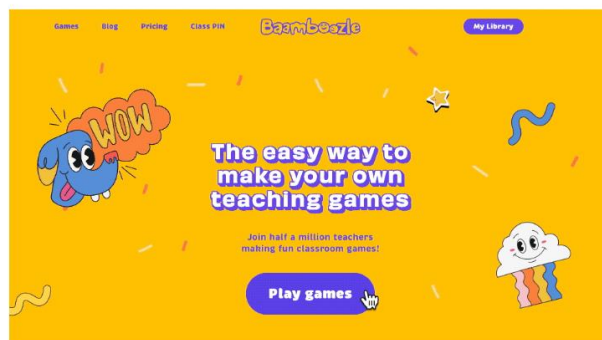 Games Blog Pricing Class PIN Baamboozle My Library
WOW
The easy way to
make your own
teaching games
Join half a million teachers
making fun classroom games!
Play games